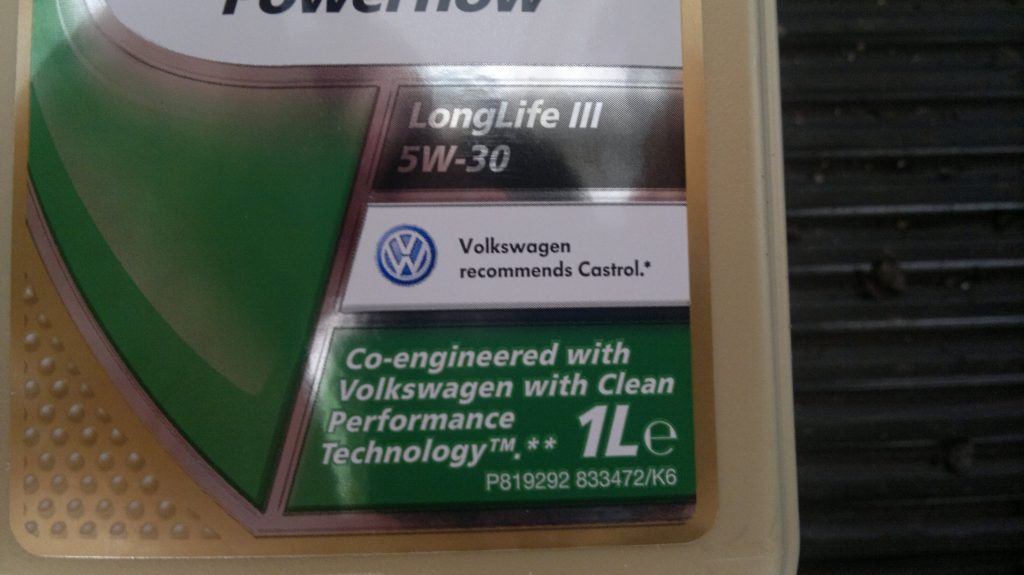 Powerflow
LongLife III
5W-30
Volkswagen
recommends Castrol.*
Co-engineered with
Volkswagen with Clean
Performance
Technology™.**
1L℮
P819292 833472/K6